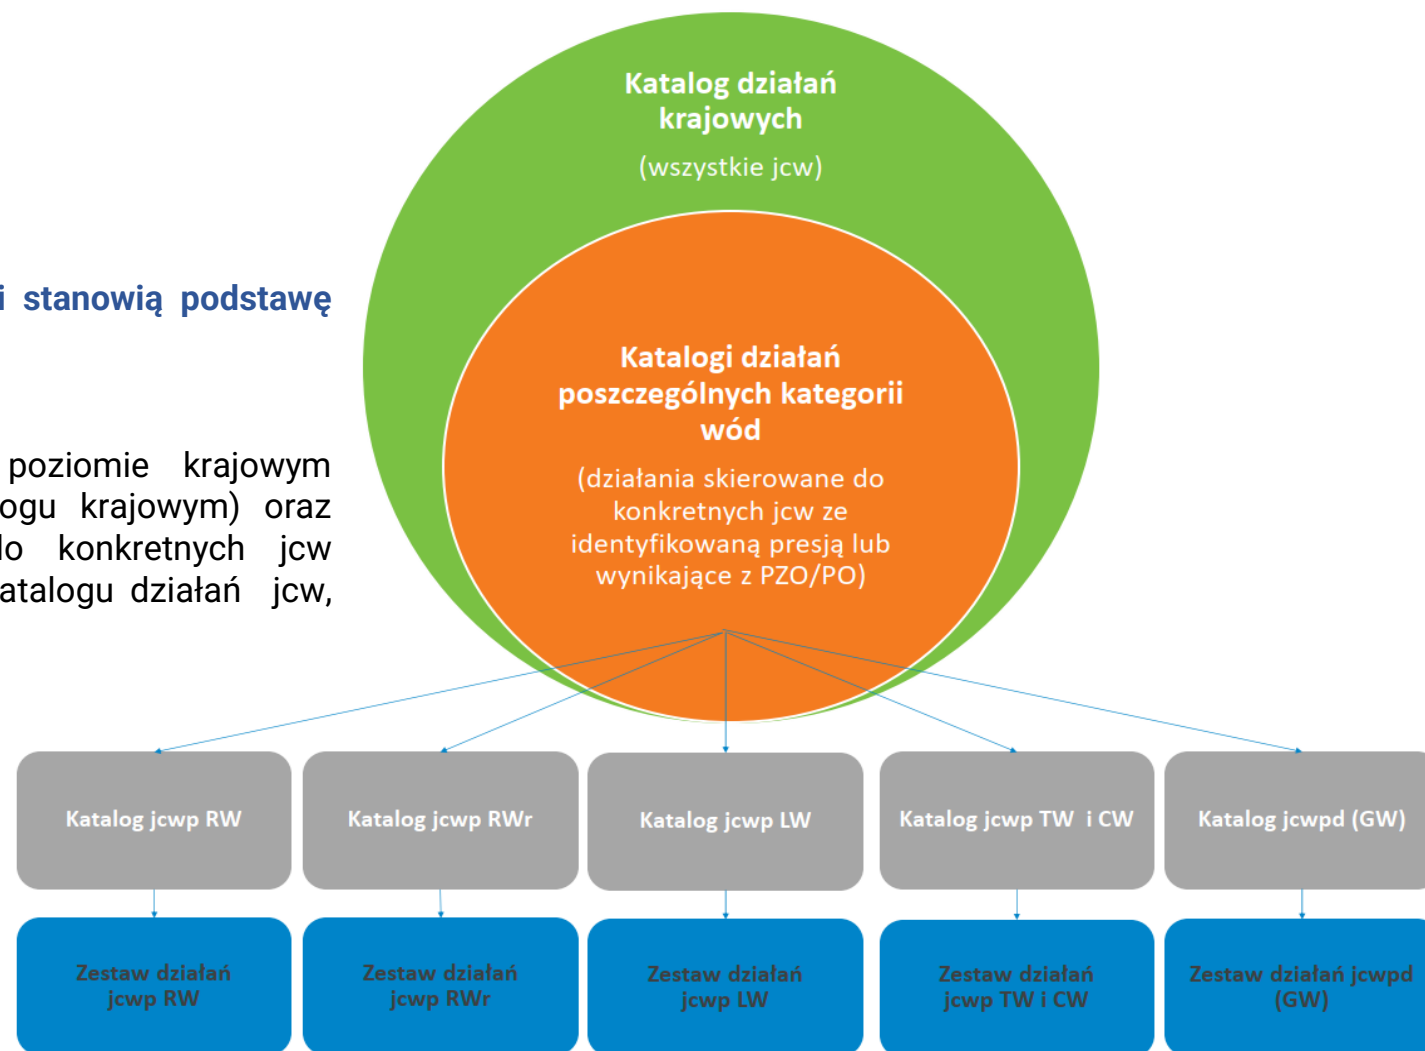 Katalog działań
krajowych
(wszystkie jcw)
i stanowią podstawę
poziomie krajowym
ogu krajowym) oraz
do konkretnych jcw
atalogu działań jcw,
Katalogi działań
poszczególnych kategorii
wód
(działania skierowane do
konkretnych jcw ze
identyfikowaną presją lub
wynikające z PZO/PO)
Katalog jcwp RW
Katalog jcwp RWr
Katalog jcwp LW
Katalog jcwp TW i CW
Katalog jcwpd (GW)
Zestaw działań
jcwp RW
Zestaw działań
jcwp RWr
Zestaw działań
jcwp LW
Zestaw działań
jcwp TW i CW
Zestaw działań jcwpd
(GW)